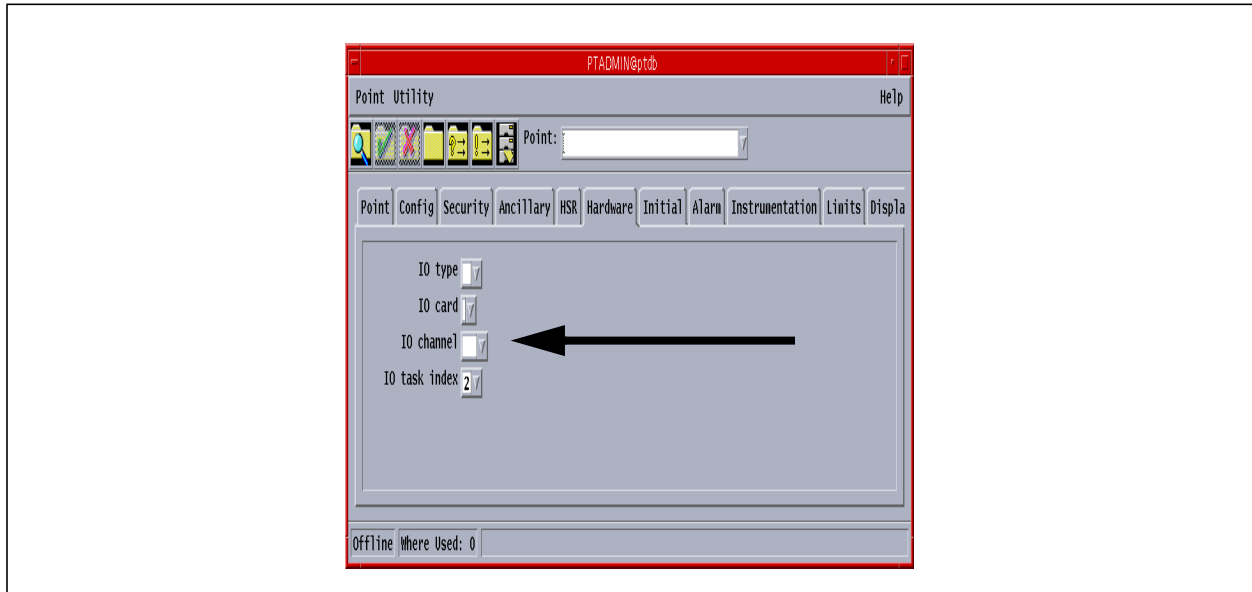 PTADMIN@ptdb
Point Utility Help
Point:
Point Config Security Ancillary HSR Hardware Initial Alarm Instrumentation Limits Displa
IO type
IO card
IO channel
IO task index 2
Offline Where Used: 0